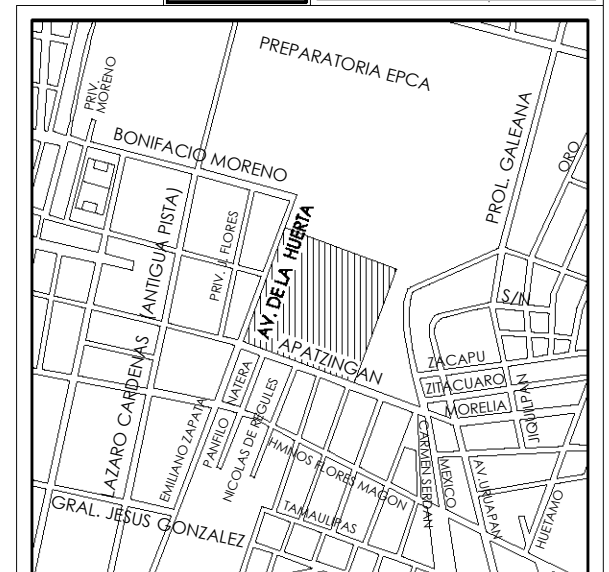 PREPARATORIA EPCA
PRIV.
MORENO
BONIFACIO MORENO
PROL. GALEANA
ORO
(ANTIGUA PISTA)
PRIV. J. FLORES
AV. DE LA HUERTA
S/N
APATZINGAN
ZACAPU
ZITACUARO
MORELIA
JIQUILPAN
LAZARO CARDENAS
EMILIANO ZAPATA
PANFILO NATERA
NICOLAS DE REGULES
HMNOS FLORES MAGON
CARMEN SERDAN
MEXICO
AV. URUAPAN
HUETAMO
TAMAULIPAS
GRAL. JESUS GONZALEZ